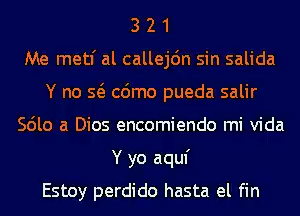 3 2 1
Me metí al callejón sin salida
Y no sé cómo pueda salir
Sólo a Dios encomiendo mi vida
Y yo aquí
Estoy perdido hasta el fin